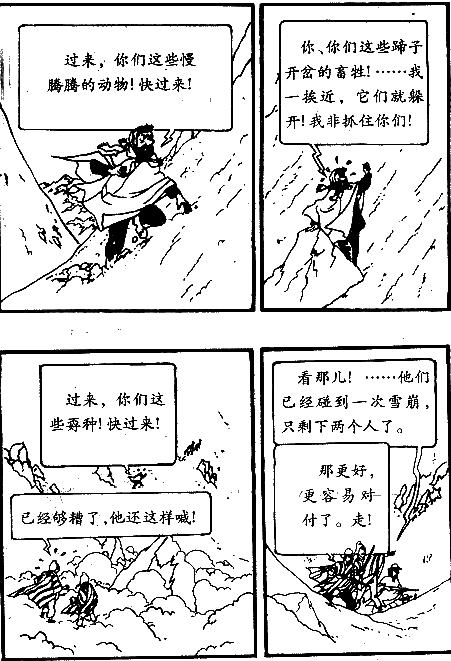 过来，你们这些慢
腾腾的动物！快过来！
你、你们这些蹄子
开岔的畜牲！……我
一挨近，它们就躲
开！我非抓住你们！
过来，你们这
些孬种！快过来！
已经够糟了，他还这样喊！
看那儿！……他们
已经碰到一次雪崩，
只剩下两个人了。
那更好，
更容易对
付了。走！